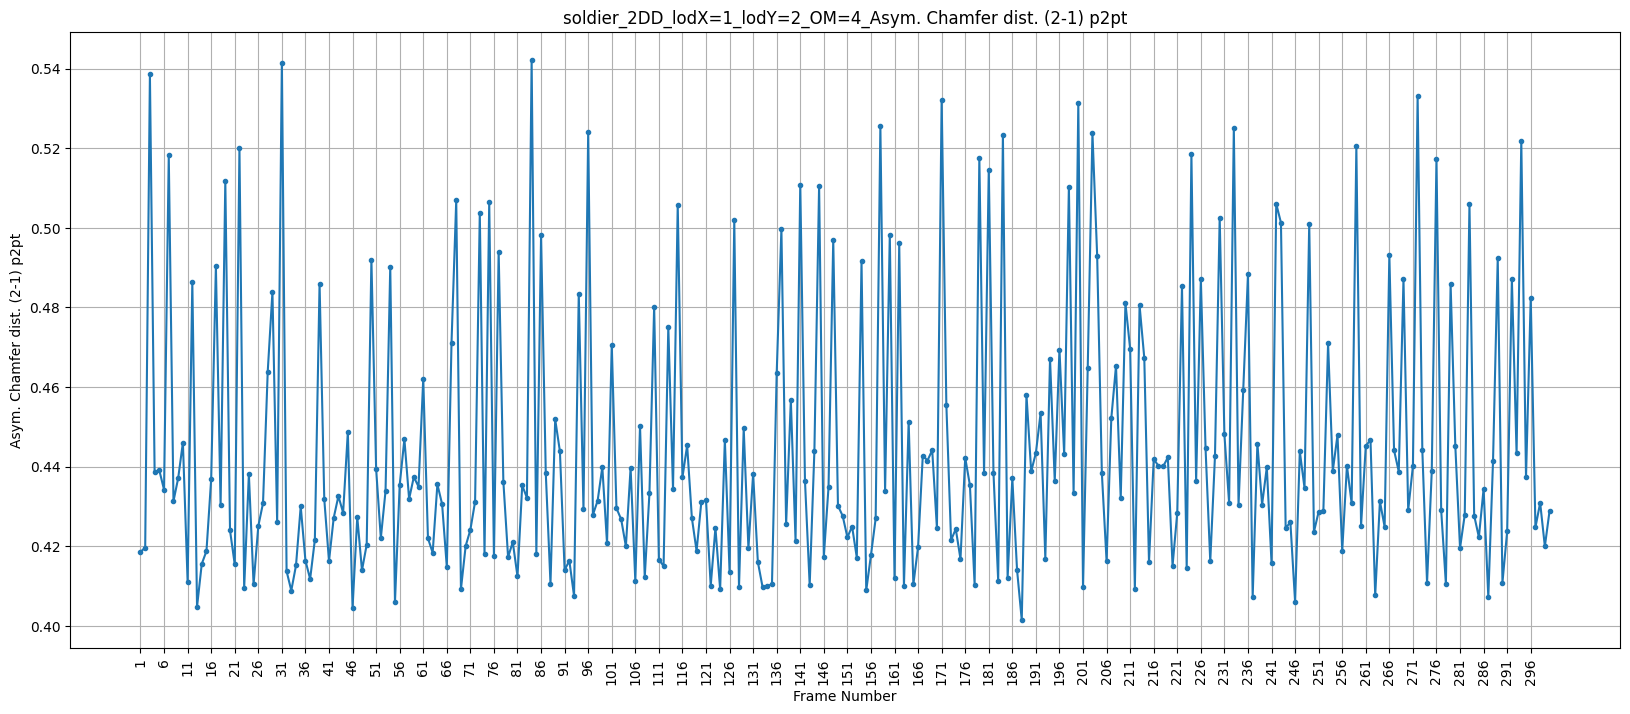 soldier_2DD_lodX=1_lodY=2_OM=4_Asym. Chamfer dist. (2-1) p2pt
Asym. Chamfer dist. (2-1) p2pt
0.54
0.52
0.50
0.48
0.46
0.44
0.42
0.40
1 6 11 16 21 26 31 36 41 46 51 56 61 66 71 76 81 86 91 96 101 106 111 116 121 126 131 136 141 146 151 156 161 166 171 176 181 186 191 196 201 206 211 216 221 226 231 236 241 246 251 256 261 266 271 276 281 286 291 296
Frame Number